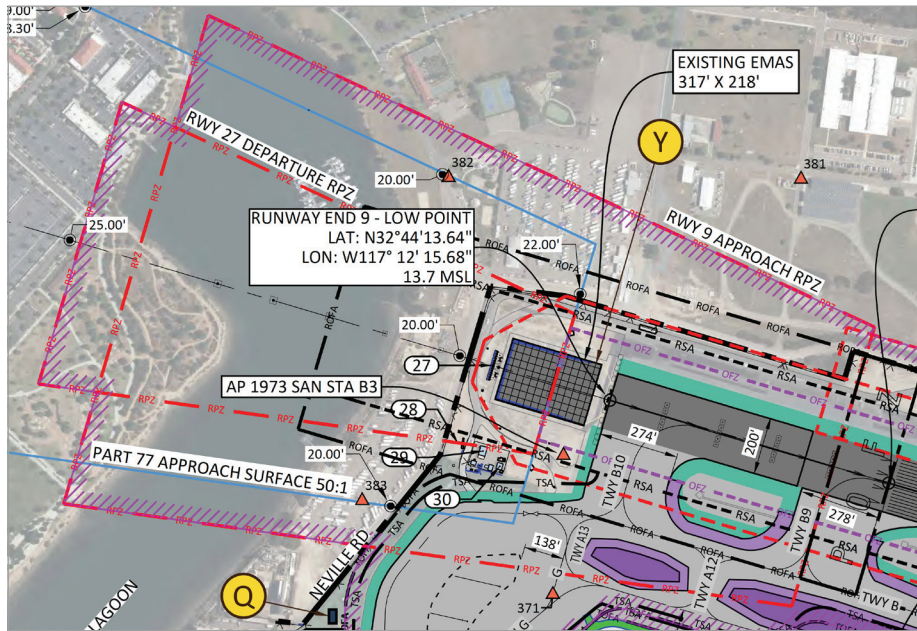 9.00'
8.30'
EXISTING EMAS
317' X 218'
Y
RPZ
RWY 27 DEPARTURE RPZ
382
20.00'
381
RWY 9 APPROACH RPZ
25.00'
RUNWAY END 9 - LOW POINT
LAT: N32°44'13.64"
LON: W117° 12' 15.68"
13.7 MSL
22.00'
ROFA
RSA
OFZ
TSA
20.00'
27
AP 1973 SAN STA B3
28
29
30
274'
200'
PART 77 APPROACH SURFACE 50:1
20.00'
383
TWY B10
TWY B9
278'
NEVILLE RD
138'
TWY A13
TWY A12
TWY B
G
371
Q
LAGOON